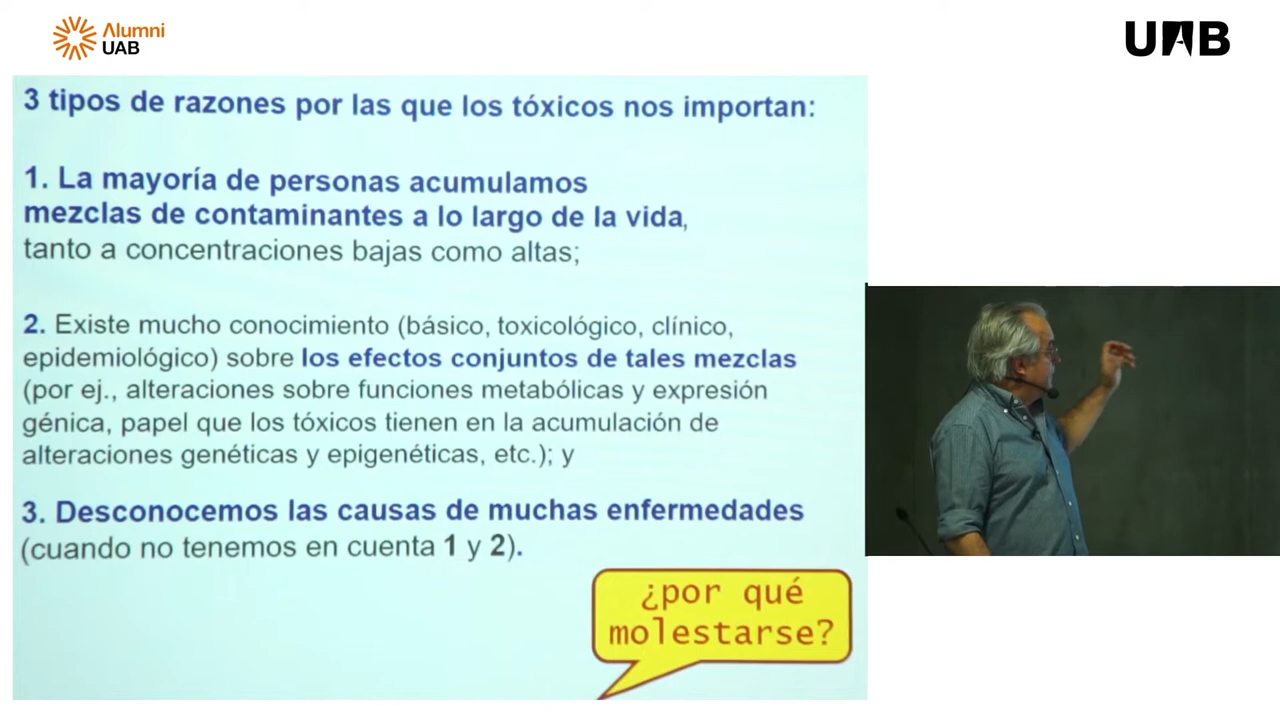 Alumni
UAB
UAB
3 tipos de razones por las que los tóxicos nos importan:
1. La mayoría de personas acumulamos
mezclas de contaminantes a lo largo de la vida,
tanto a concentraciones bajas como altas;
2. Existe mucho conocimiento (básico, toxicológico, clínico,
epidemiológico) sobre los efectos conjuntos de tales mezclas
(por ej., alteraciones sobre funciones metabólicas y expresión
génica, papel que los tóxicos tienen en la acumulación de
alteraciones genéticas y epigenéticas, etc.); y
3. Desconocemos las causas de muchas enfermedades
(cuando no tenemos en cuenta 1 y 2).
¿por qué
molestarse?